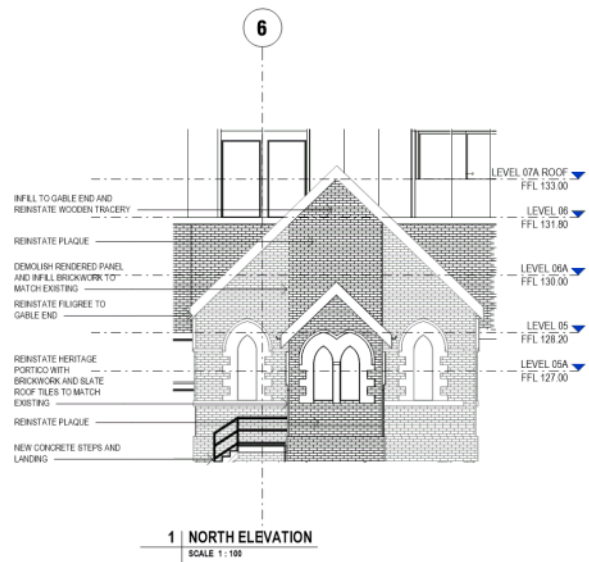 6
LEVEL 07A ROOF
FFL 133.00
INFILL TO GABLE END AND
REINSTATE WOODEN TRACERY
LEVEL 06
FFL 131.80
REINSTATE PLAQUE
DEMOLISH RENDERED PANEL
AND INFILL BRICKWORK TO
MATCH EXISTING
LEVEL 06A
FFL 130.00
REINSTATE FILIGREE TO
GABLE END
LEVEL 05
FFL 128.20
REINSTATE HERITAGE
PORTICO WITH
BRICKWORK AND SLATE
ROOF TILES TO MATCH
EXISTING
LEVEL 05A
FFL 127.00
REINSTATE PLAQUE
NEW CONCRETE STEPS AND
LANDING
1 NORTH ELEVATION
SCALE 1 : 100